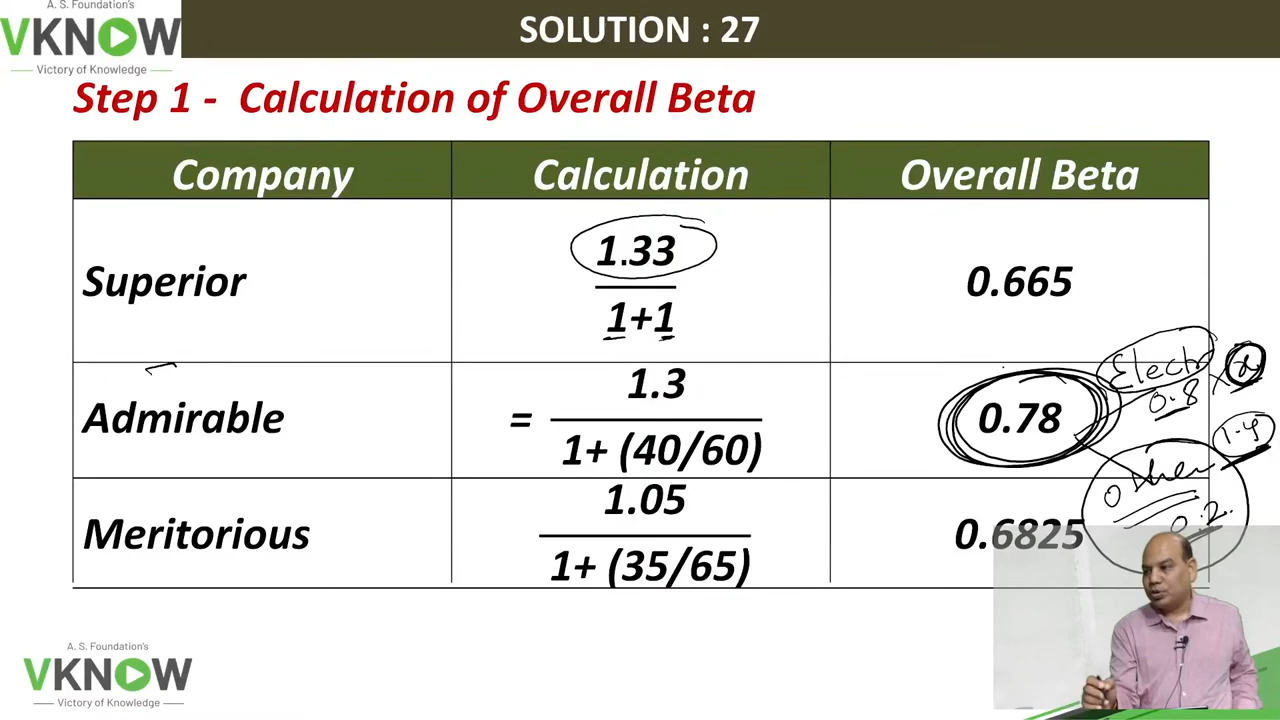 A. S. Foundation's
VKNOW
Victory of Knowledge
SOLUTION : 27
Step 1 - Calculation of Overall Beta
Company Calculation Overall Beta
Superior 1.33 0.665
1+1
Admirable = 1.3 0.78
1+ (40/60)
Electr
0.8
Other
0.2
Meritorious 1.05 0.6825
1+ (35/65)
A. S. Foundation's
VKNOW
Victory of Knowledge